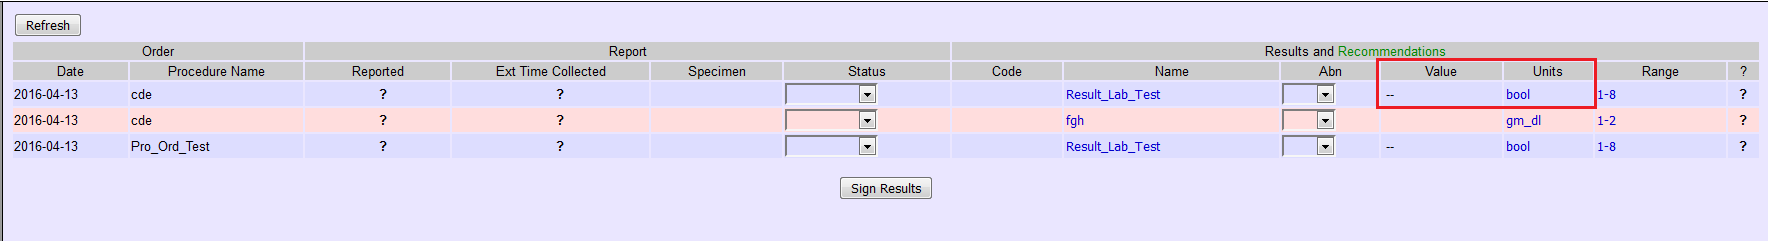 Refresh
Order Report Results and Recommendations
Date Procedure Name Reported Ext Time Collected Specimen Status Code Name Abn Value Units Range ?
2016-04-13 cde ? ? Result_Lab_Test -- bool 1-8 ?
2016-04-13 cde ? ? fgh gm_dl 1-2 ?
2016-04-13 Pro_Ord_Test ? ? Result_Lab_Test -- bool 1-8 ?
Sign Results